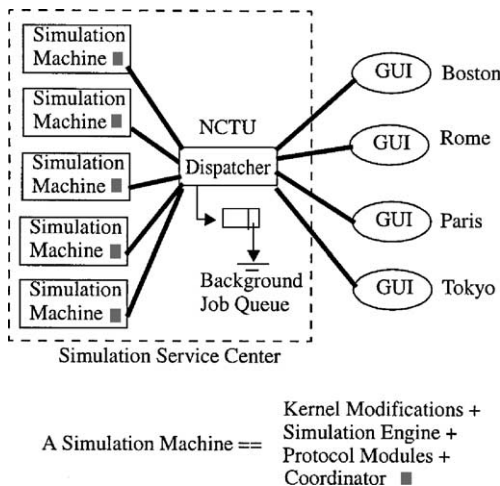 Simulation
Machine
Simulation
Machine
Simulation
Machine
Simulation
Machine
Simulation
Machine
NCTU
Dispatcher
Background
Job Queue
GUI Boston
GUI Rome
GUI Paris
GUI Tokyo
Simulation Service Center
A Simulation Machine ==
Kernel Modifications +
Simulation Engine +
Protocol Modules +
Coordinator